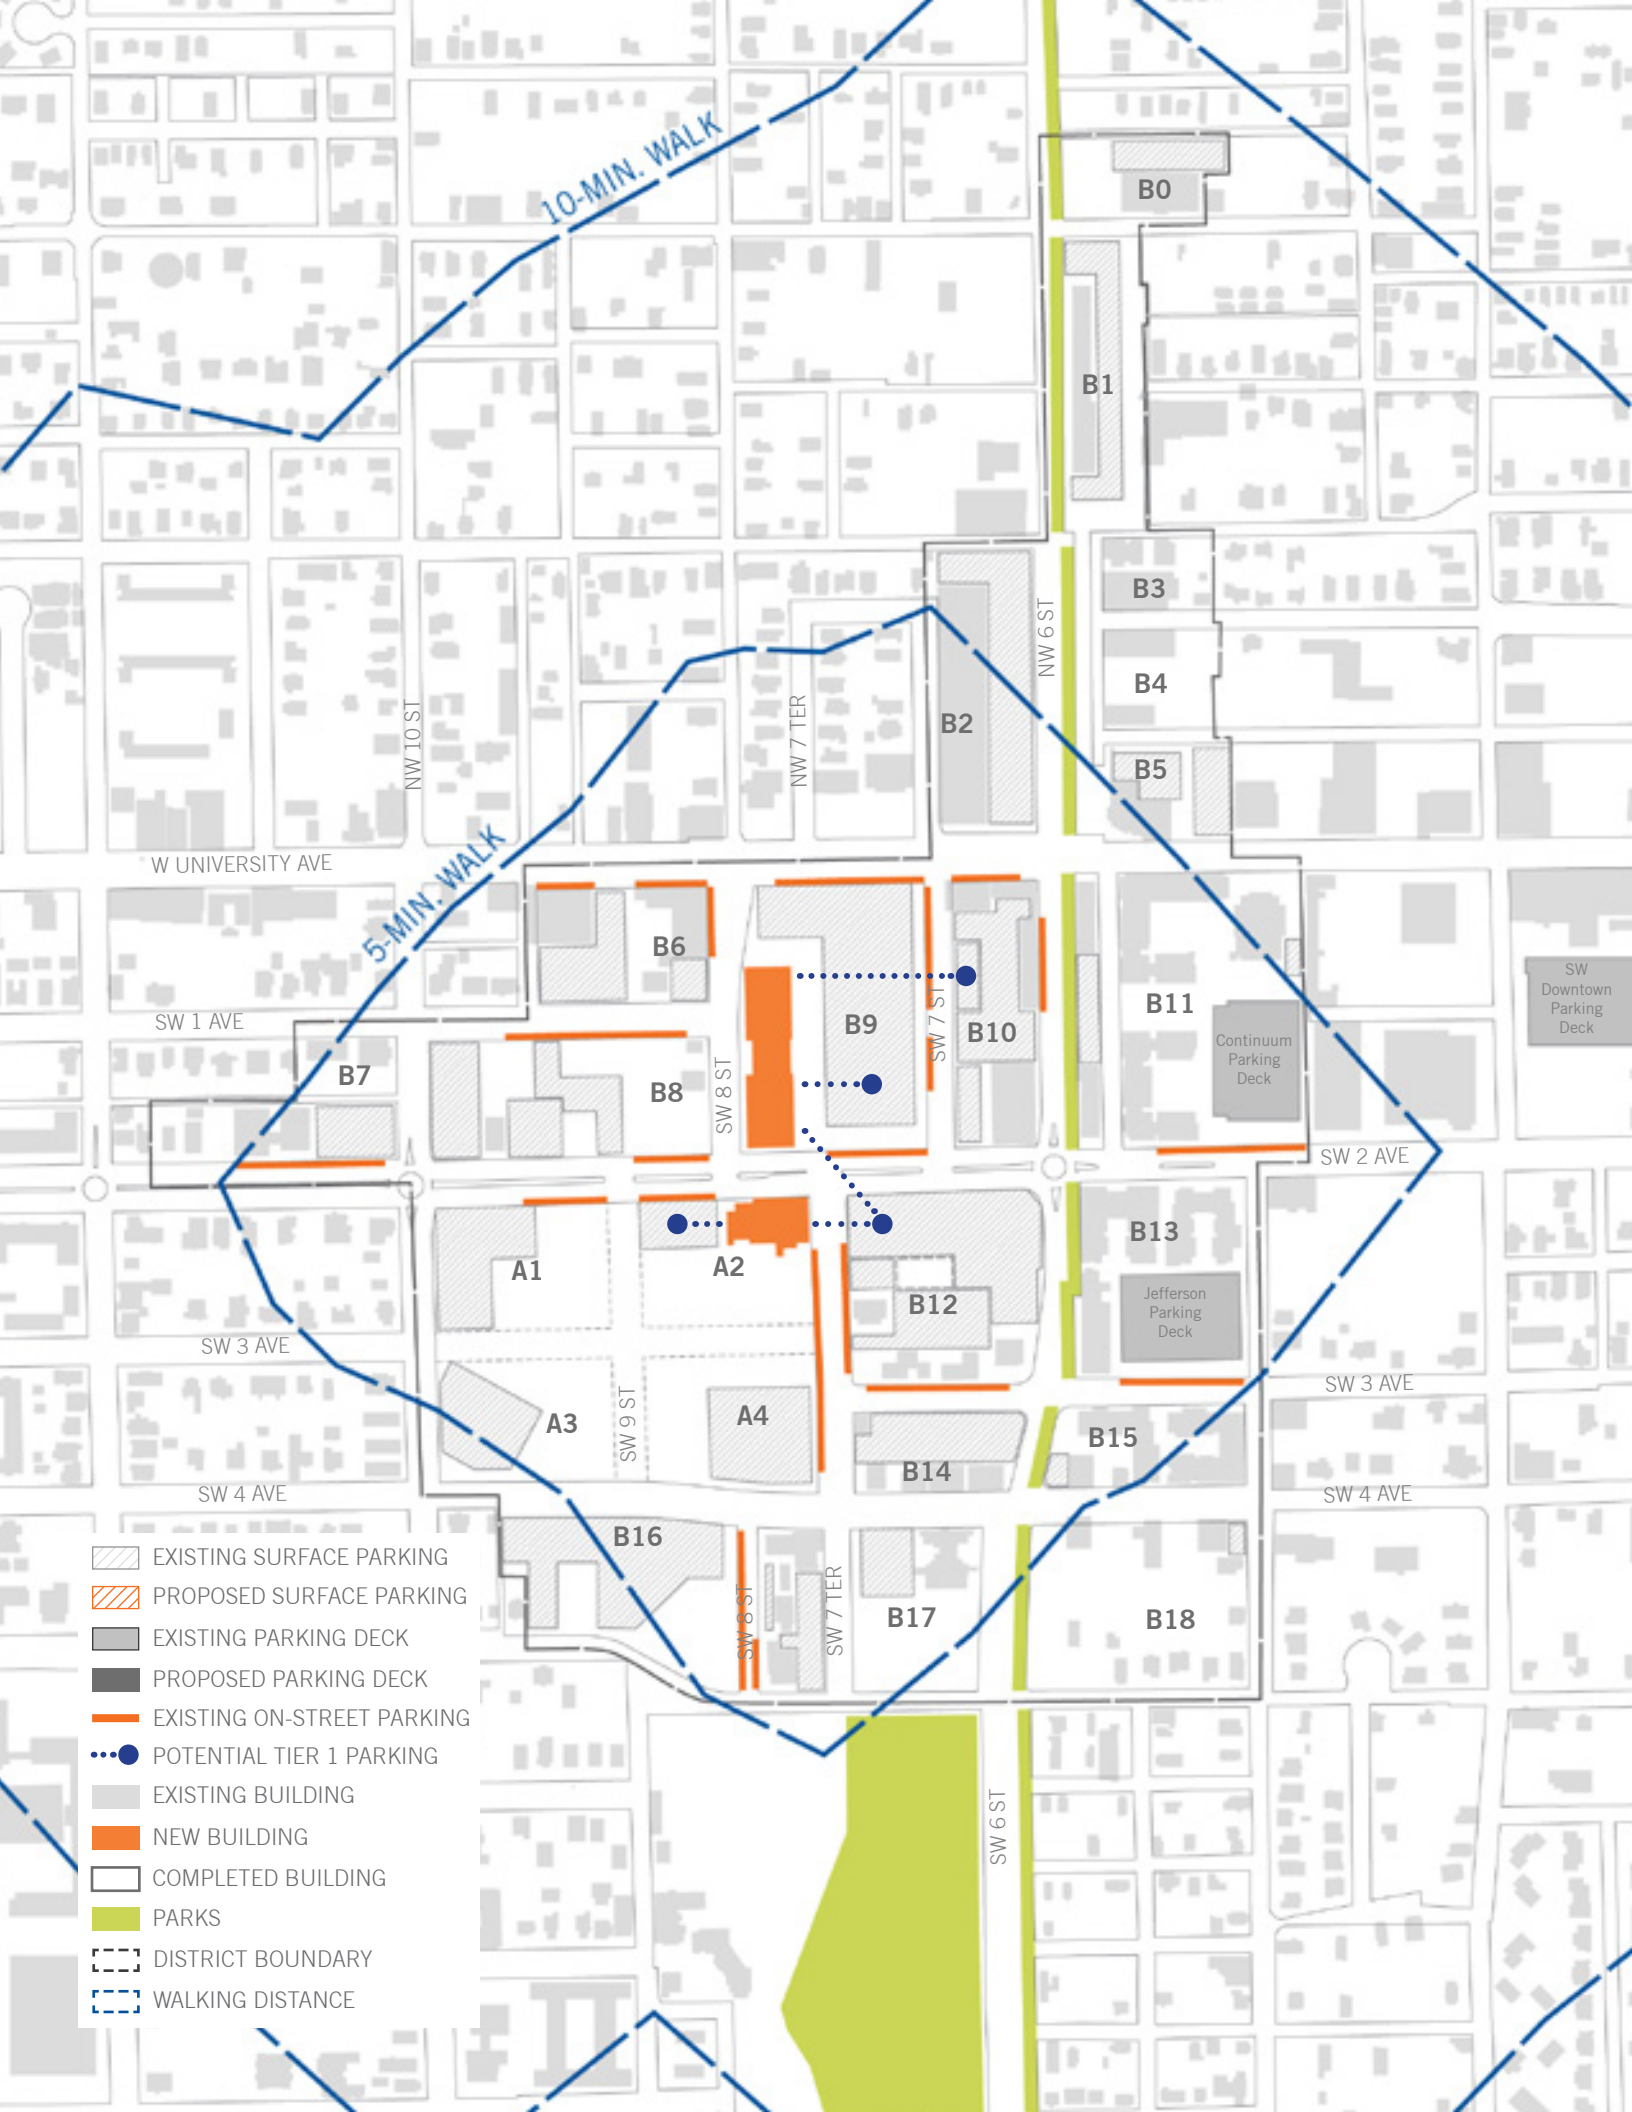 10-MIN. WALK
B0
B1
B3
NW 6 ST
B4
B2
NW 10 ST
NW 7 TER
B5
5-MIN. WALK
W UNIVERSITY AVE
B6
SW
Downtown
Parking
Deck
B11
SW 1 AVE
B9
SW 7 ST
B10
Continuum
Parking
Deck
B7
B8
SW 8 ST
SW 2 AVE
B13
A1
A2
B12
Jefferson
Parking
Deck
SW 3 AVE
SW 3 AVE
A3
SW 9 ST
A4
B15
B14
SW 4 AVE
SW 4 AVE
B16
SW 8 ST
SW 7 TER
B17
B18
SW 6 ST
EXISTING SURFACE PARKING
PROPOSED SURFACE PARKING
EXISTING PARKING DECK
PROPOSED PARKING DECK
EXISTING ON-STREET PARKING
POTENTIAL TIER 1 PARKING
EXISTING BUILDING
NEW BUILDING
COMPLETED BUILDING
PARKS
DISTRICT BOUNDARY
WALKING DISTANCE